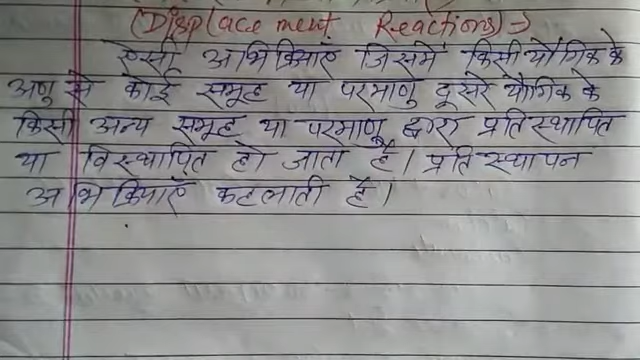 (Displacement Reactions) ⇒
ऐसी अभिक्रियाएँ जिसमें किसी यौगिक के
अणु से कोई समूह या परमाणु दूसरे यौगिक के
किसी अन्य समूह या परमाणु द्वारा प्रतिस्थापित
या विस्थापित हो जाता है। प्रतिस्थापन
अभिक्रियाएँ कहलाती है।